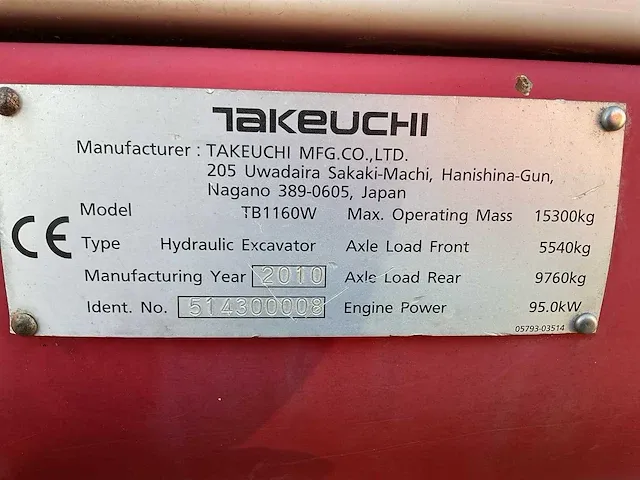 TAKEUCHI
Manufacturer : TAKEUCHI MFG.CO.,LTD.
205 Uwadaira Sakaki-Machi, Hanishina-Gun,
Nagano 389-0605, Japan
Model TB1160W Max. Operating Mass 15300kg
CE Type Hydraulic Excavator Axle Load Front 5540kg
Manufacturing Year 2010 Axle Load Rear 9760kg
Ident. No. 514300008 Engine Power 95.0kW
05793-03514